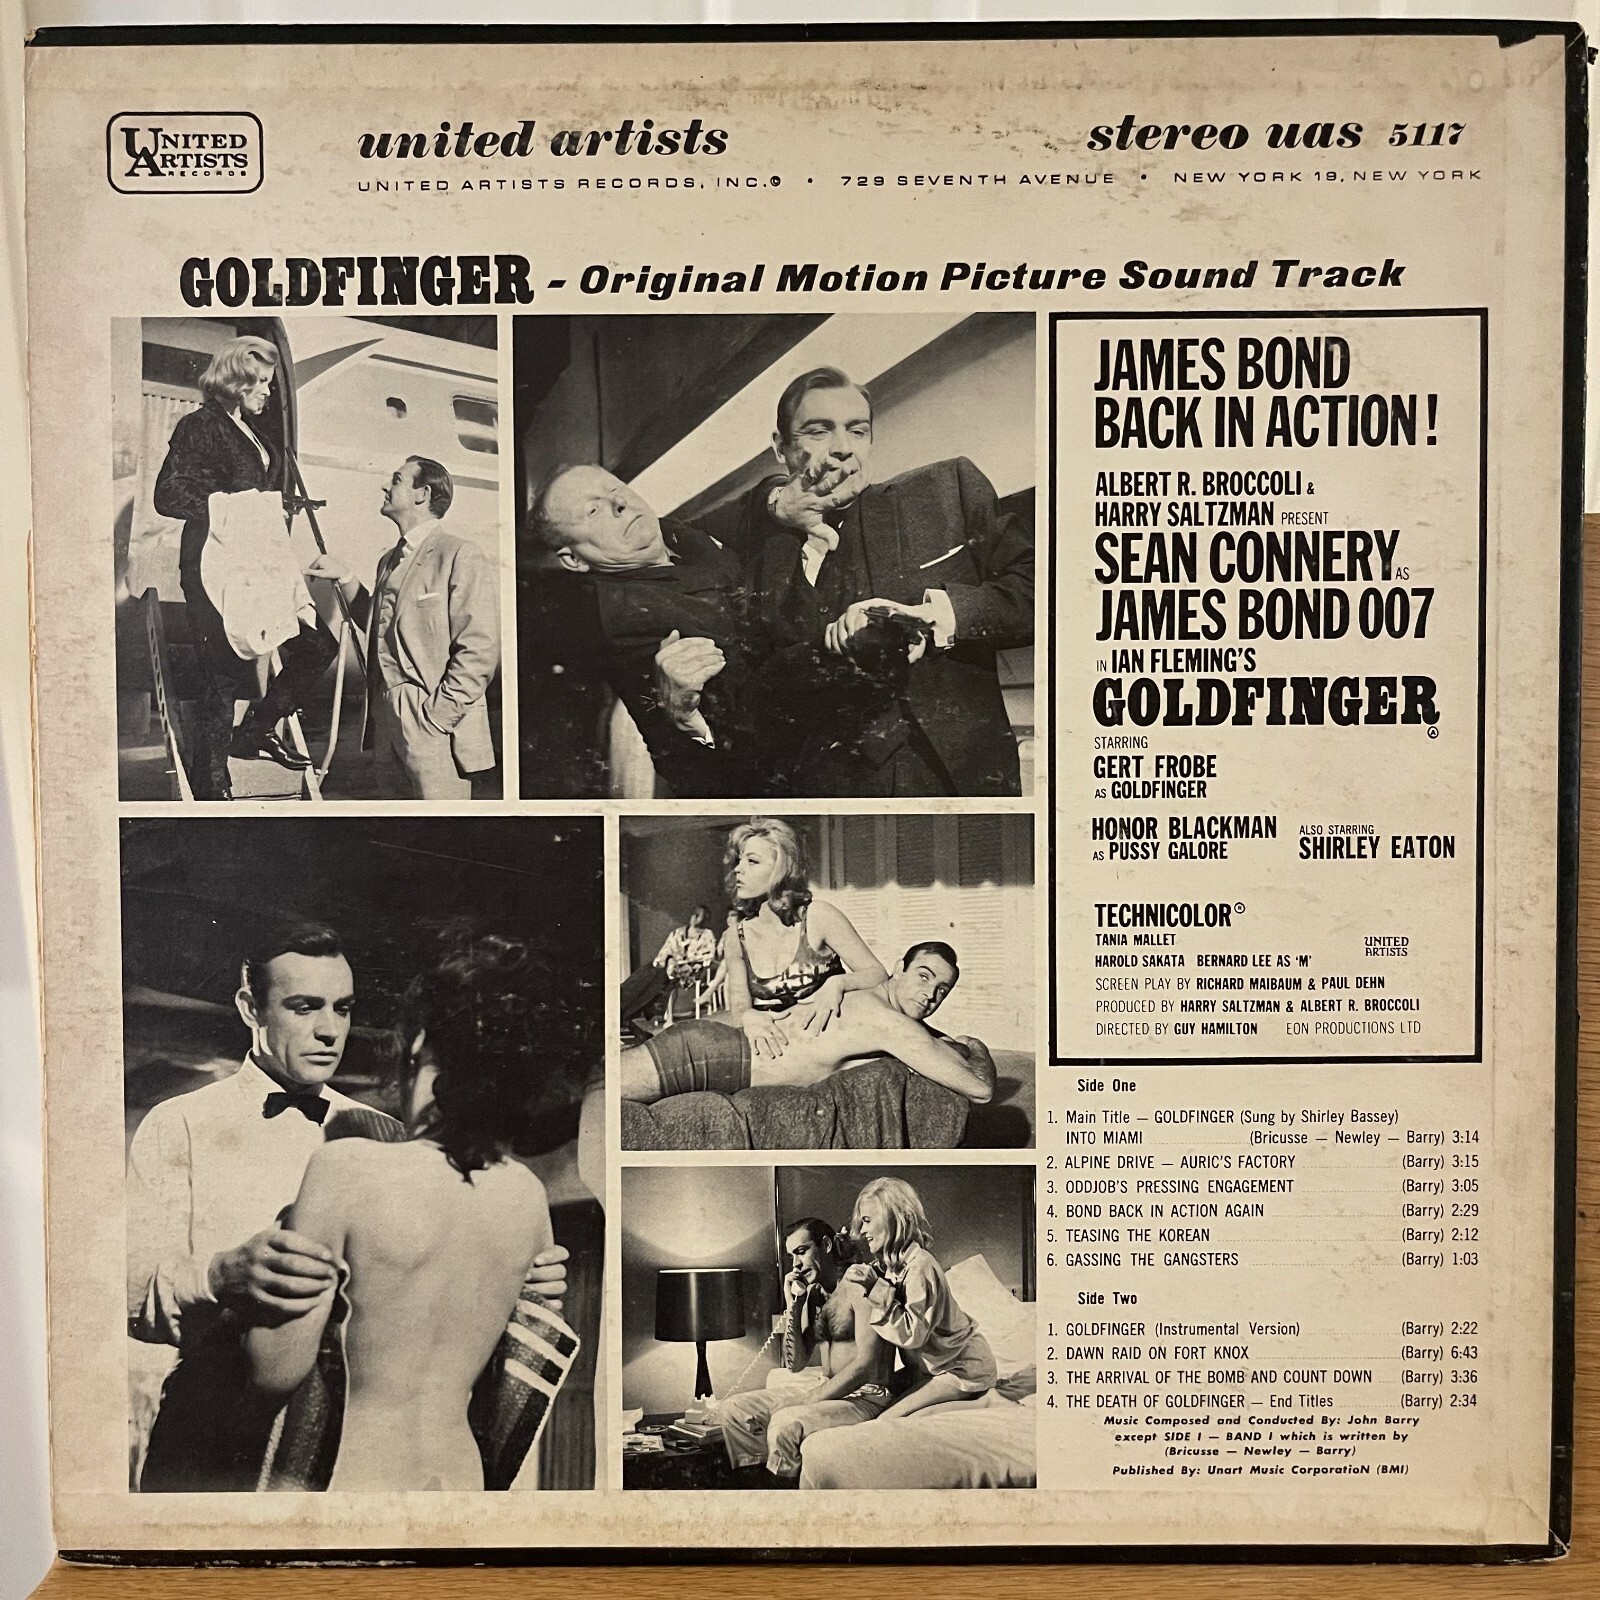 UNITED
ARTISTS
RECORDS
united artists
stereo uas 5117
UNITED ARTISTS RECORDS, INC.© • 729 SEVENTH AVENUE • NEW YORK 19, NEW YORK
GOLDFINGER - Original Motion Picture Sound Track
JAMES BOND
BACK IN ACTION!
ALBERT R. BROCCOLI &
HARRY SALTZMAN PRESENT
SEAN CONNERY AS
JAMES BOND 007
IN IAN FLEMING'S
GOLDFINGER
STARRING
GERT FROBE
AS GOLDFINGER
HONOR BLACKMAN
AS PUSSY GALORE
ALSO STARRING
SHIRLEY EATON
TECHNICOLOR®
TANIA MALLET
HAROLD SAKATA BERNARD LEE AS 'M'
UNITED
ARTISTS
SCREEN PLAY BY RICHARD MAIBAUM & PAUL DEHN
PRODUCED BY HARRY SALTZMAN & ALBERT R. BROCCOLI
DIRECTED BY GUY HAMILTON EON PRODUCTIONS LTD
Side One
1. Main Title — GOLDFINGER (Sung by Shirley Bassey)
INTO MIAMI (Bricusse — Newley — Barry) 3:14
2. ALPINE DRIVE — AURIC'S FACTORY (Barry) 3:15
3. ODDJOB'S PRESSING ENGAGEMENT (Barry) 3:05
4. BOND BACK IN ACTION AGAIN (Barry) 2:29
5. TEASING THE KOREAN (Barry) 2:12
6. GASSING THE GANGSTERS (Barry) 1:03
Side Two
1. GOLDFINGER (Instrumental Version) (Barry) 2:22
2. DAWN RAID ON FORT KNOX (Barry) 6:43
3. THE ARRIVAL OF THE BOMB AND COUNT DOWN (Barry) 3:36
4. THE DEATH OF GOLDFINGER — End Titles (Barry) 2:34
Music Composed and Conducted By: John Barry
except SIDE I — BAND I which is written by
(Bricusse — Newley — Barry)
Published By: Unart Music CorporatioN (BMI)